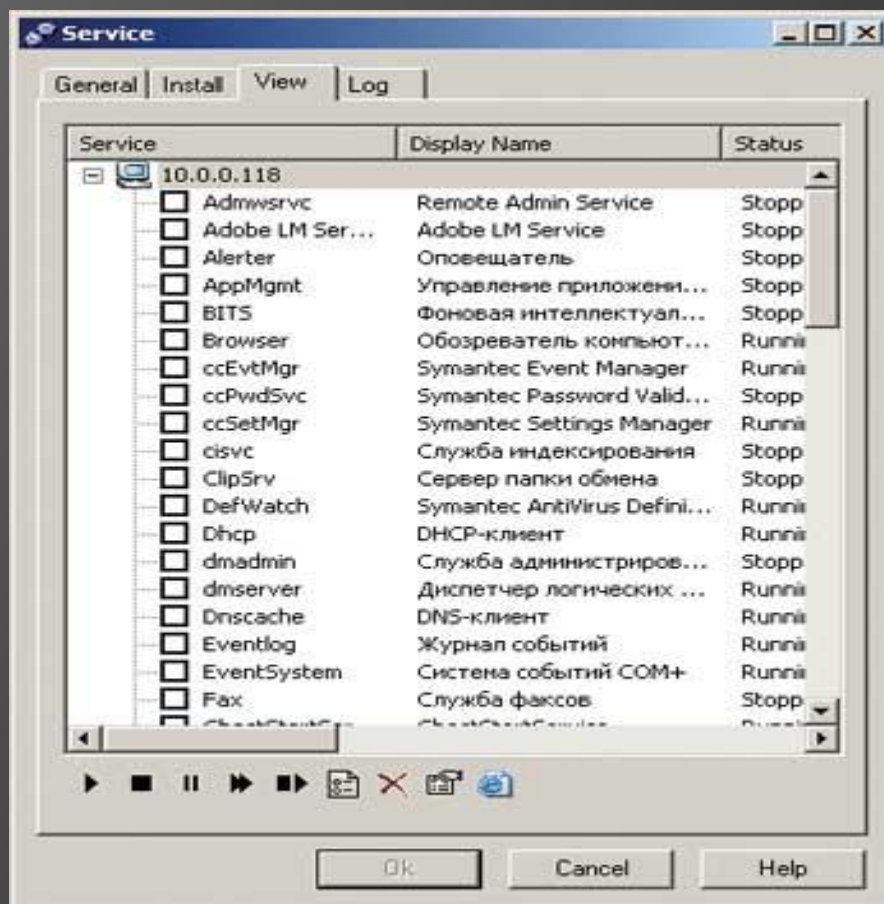 Service
General Install View Log
Service Display Name Status
10.0.0.118
Admwsrvc Remote Admin Service Stopp
Adobe LM Ser... Adobe LM Service Stopp
Alerter Оповещатель Stopp
AppMgmt Управление приложени... Stopp
BITS Фоновая интеллектуал... Stopp
Browser Обозреватель компьют... Runni
ccEvtMgr Symantec Event Manager Runni
ccPwdSvc Symantec Password Valid... Stopp
ccSetMgr Symantec Settings Manager Runni
cisvc Служба индексирования Stopp
ClipSrv Сервер папки обмена Stopp
DefWatch Symantec AntiVirus Defini... Runni
Dhcp DHCP-клиент Runni
dmadmin Служба администриров... Stopp
dmserver Диспетчер логических ... Runni
Dnscache DNS-клиент Runni
Eventlog Журнал событий Runni
EventSystem Система событий COM+ Runni
Fax Служба факсов Stopp
Ok Cancel Help